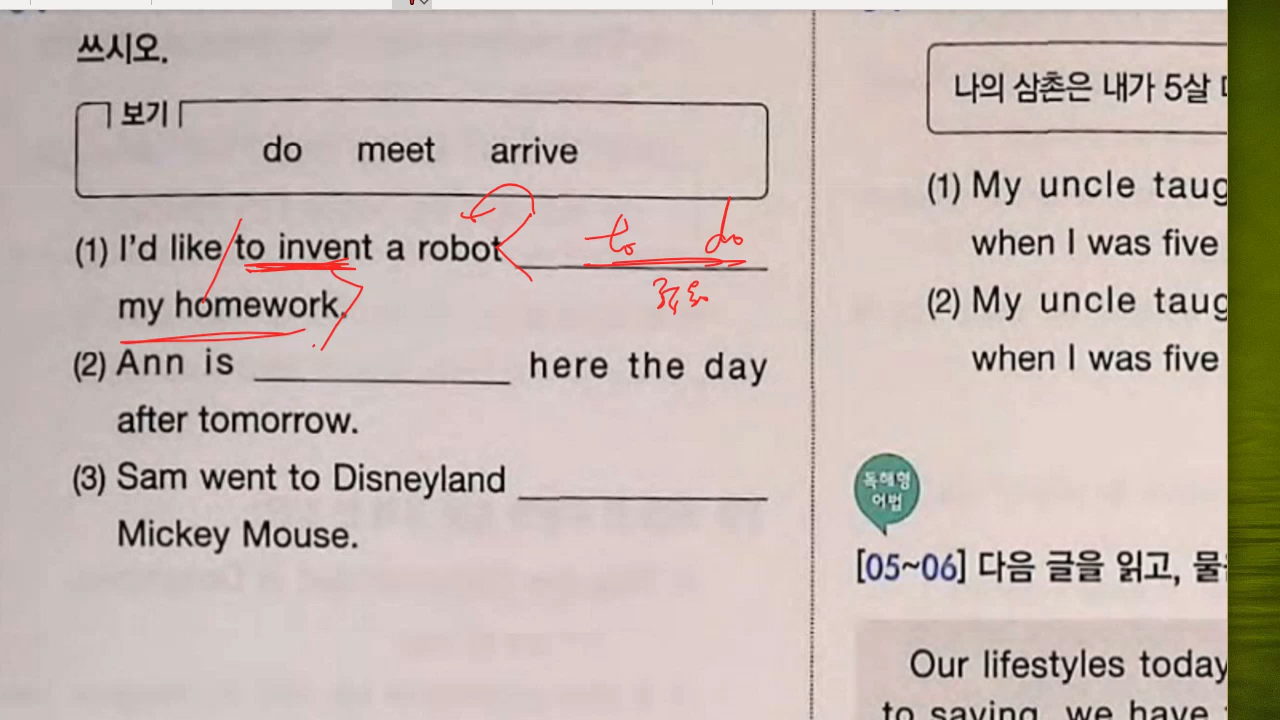 쓰시오.
보기
do meet arrive
(1) I'd like to invent a robot to do
my homework.
(2) Ann is ____ here the day
after tomorrow.
(3) Sam went to Disneyland ____
Mickey Mouse.
나의 삼촌은 내가 5살
(1) My uncle taug
when I was five
(2) My uncle taug
when I was five
독해형
어법
[05~06] 다음 글을 읽고, 물
Our lifestyles today
to saving, we have